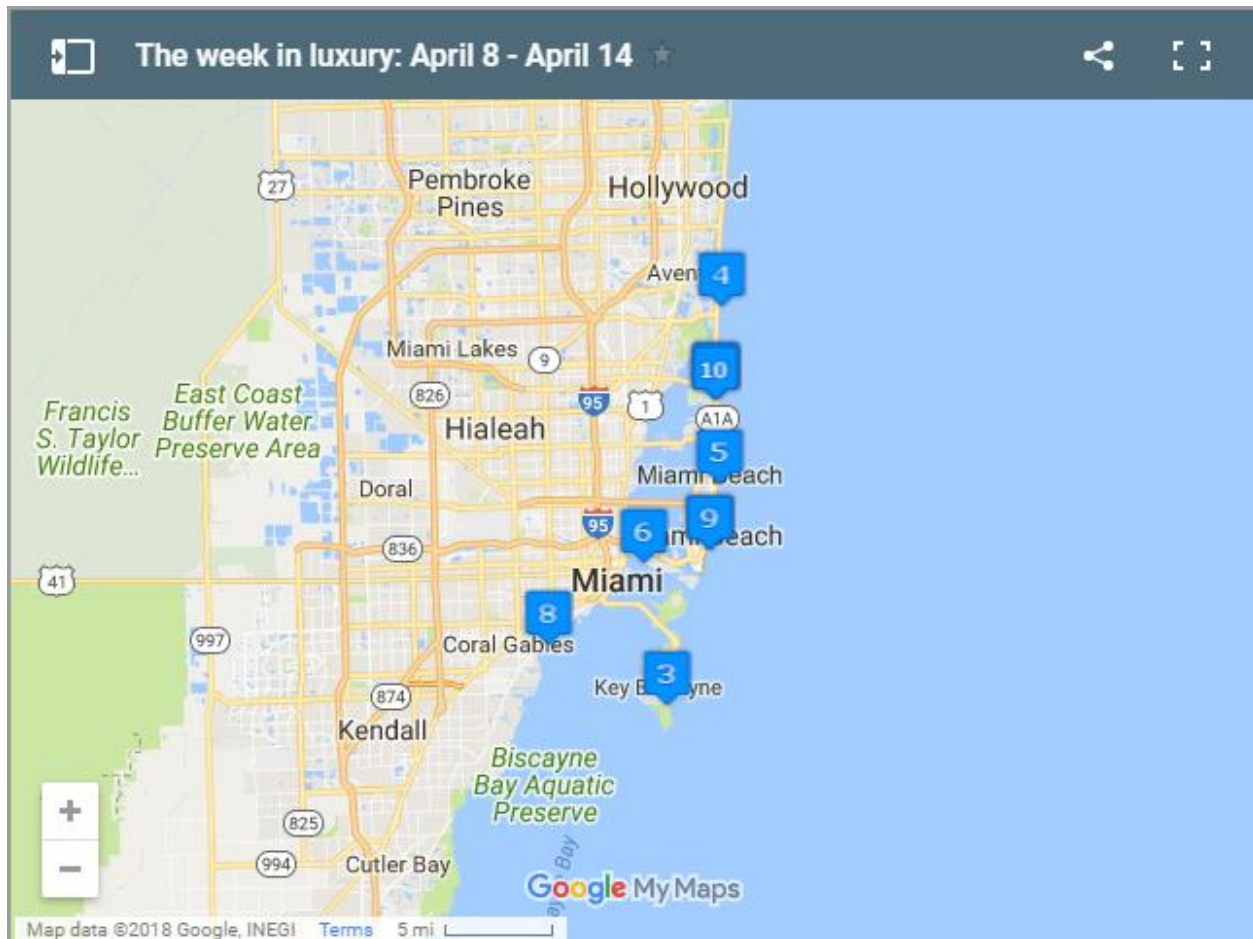 The week in luxury: April 8 - April 14
27
Pembroke
Pines
Hollywood
4
Miami Lakes
9
10
826
95
1
A1A
East Coast
Buffer Water
Preserve Area
Francis
S. Taylor
Wildlife...
Hialeah
5
Doral
Miami Beach
95
6
9
Beach
836
41
Miami
8
997
Coral Gables
3
Key
874
Kendall
Biscayne
Bay Aquatic
Preserve
+
825
−
994
Cutler Bay
Bay
Google My Maps
Map data ©2018 Google, INEGI Terms 5 mi